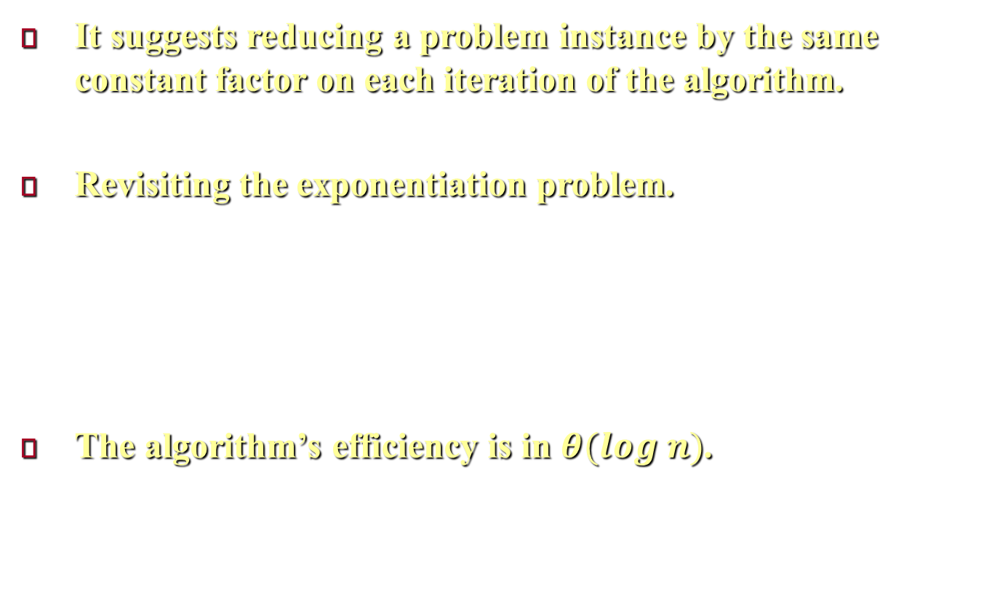 It suggests reducing a problem instance by the same
constant factor on each iteration of the algorithm.
Revisiting the exponentiation problem.
The algorithm’s efficiency is in 𝜃(𝑙𝑜𝑔 𝑛).